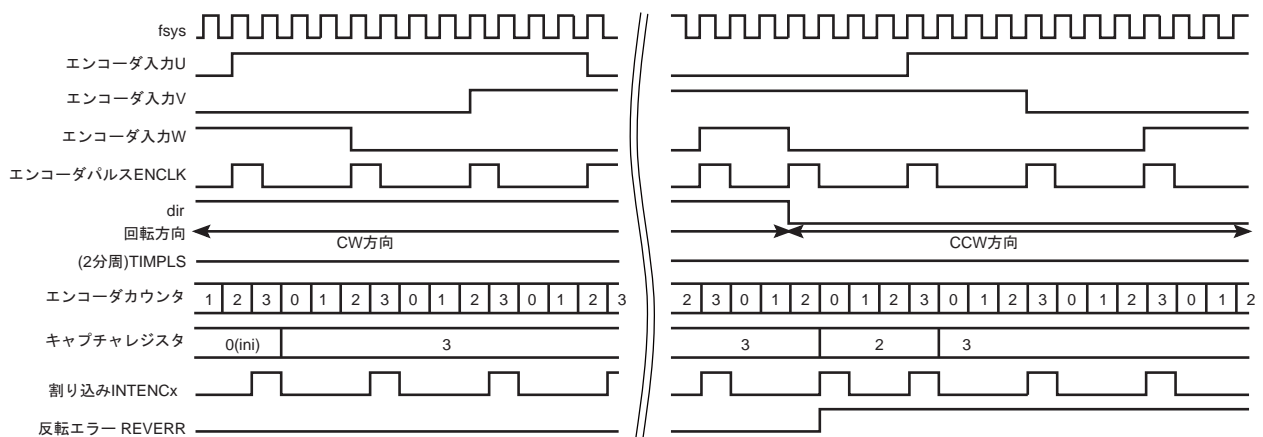 fsys
エンコーダ入力U
エンコーダ入力V
エンコーダ入力W
エンコーダパルスENCLK
dir
回転方向 CW方向 CCW方向
(2分周)TIMPLS
エンコーダカウンタ 1 2 3 0 1 2 3 0 1 2 3 0 1 2 3 2 3 0 1 2 0 1 2 3 0 1 2 3 0 1 2 3 0 1 2
キャプチャレジスタ 0(ini) 3 3 2 3
割り込みINTENCx
反転エラー REVERR